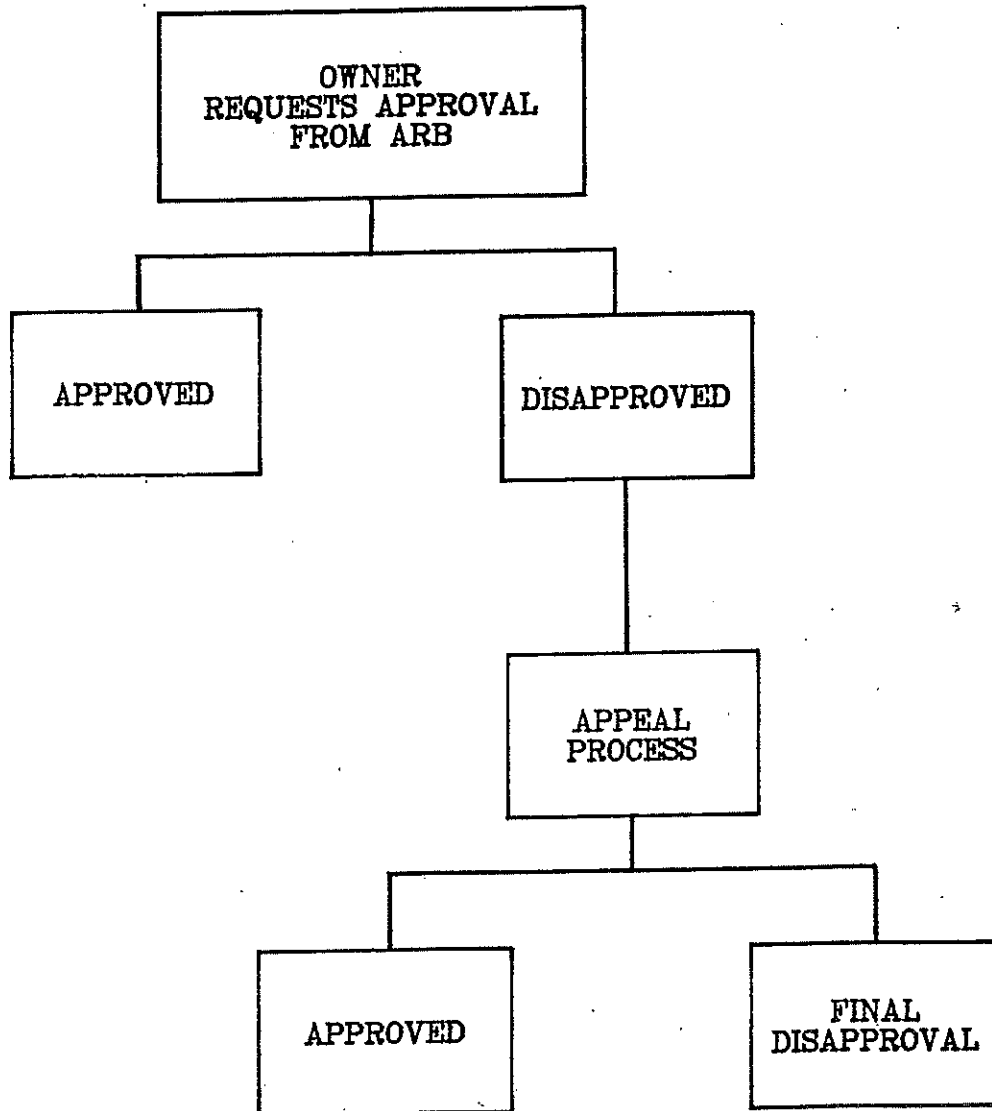 OWNER
REQUESTS APPROVAL
FROM ARB
APPROVED
DISAPPROVED
APPEAL
PROCESS
APPROVED
FINAL
DISAPPROVAL